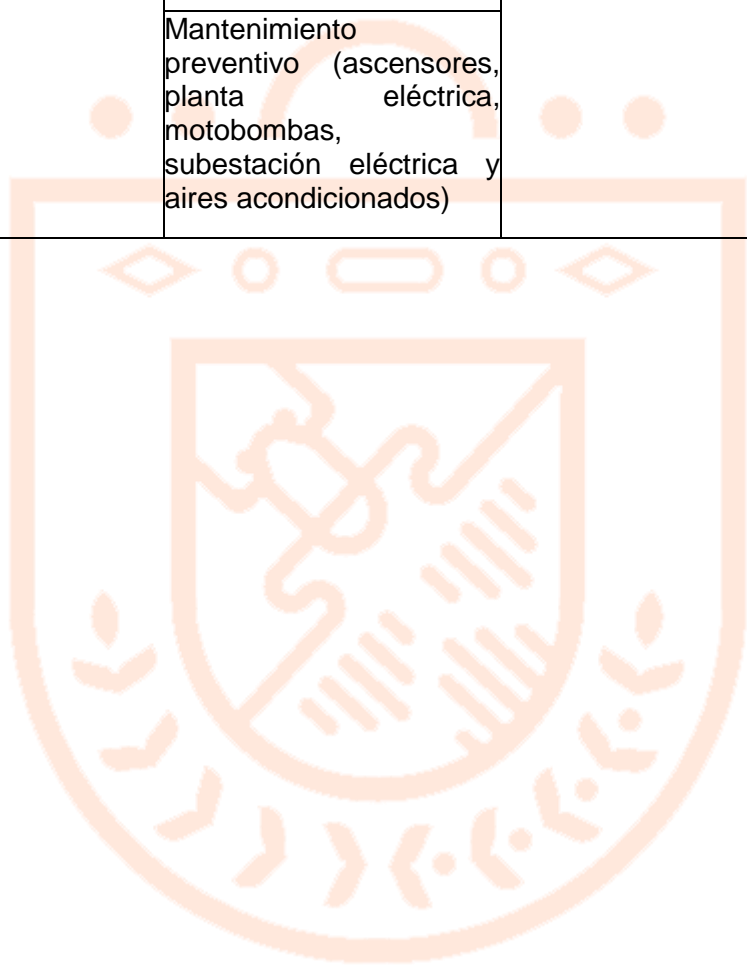 Mantenimiento
preventivo (ascensores,
planta eléctrica,
motobombas,
subestación eléctrica y
aires acondicionados)